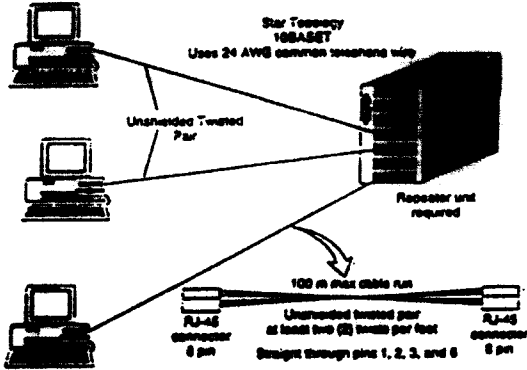 Star Topology
10BASET
Uses 24 AWG common telephone wire
Unshielded Twisted
Pair
Repeater unit
required
100 m max cable run
RJ-45
connector
8 pin
Unshielded twisted pair
at least two (2) twists per foot
Straight through pins 1, 2, 3, and 6
RJ-45
connector
8 pin